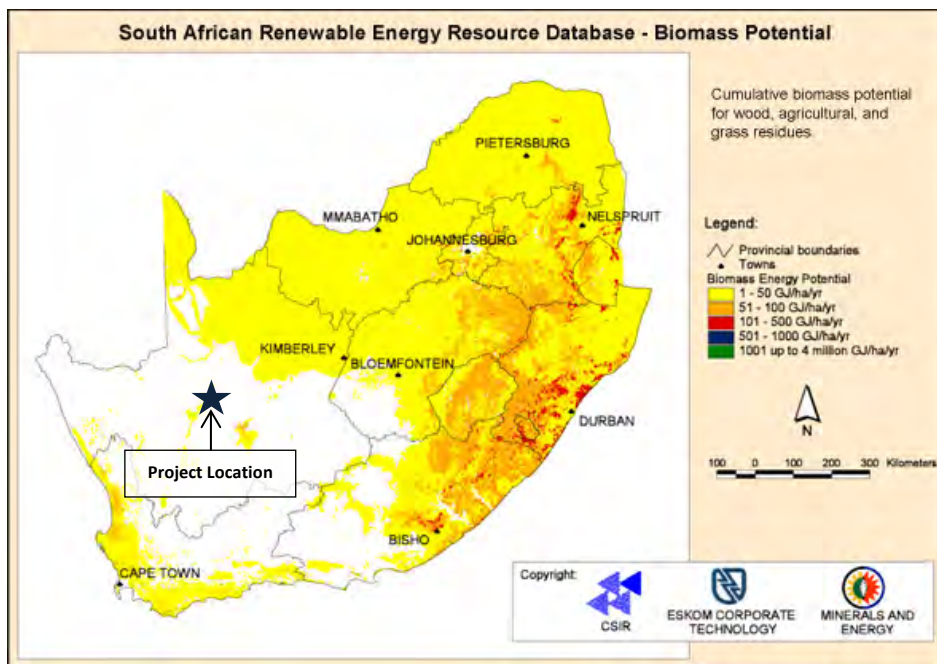 South African Renewable Energy Resource Database - Biomass Potential
Cumulative biomass potential
for wood, agricultural, and
grass residues.
PIETERSBURG
MMABATHO
NELSPRUIT
JOHANNESBURG
KIMBERLEY
BLOEMFONTEIN
DURBAN
Project Location
BISHO
CAPE TOWN
Legend:
Provincial boundaries
Towns
Biomass Energy Potential
1 - 50 GJ/ha/yr
51 - 100 GJ/ha/yr
101 - 500 GJ/ha/yr
501 - 1000 GJ/ha/yr
1001 up to 4 million GJ/ha/yr
N
100 0 100 200 300 Kilometers
Copyright:
CSIR
ESKOM CORPORATE
TECHNOLOGY
MINERALS AND
ENERGY